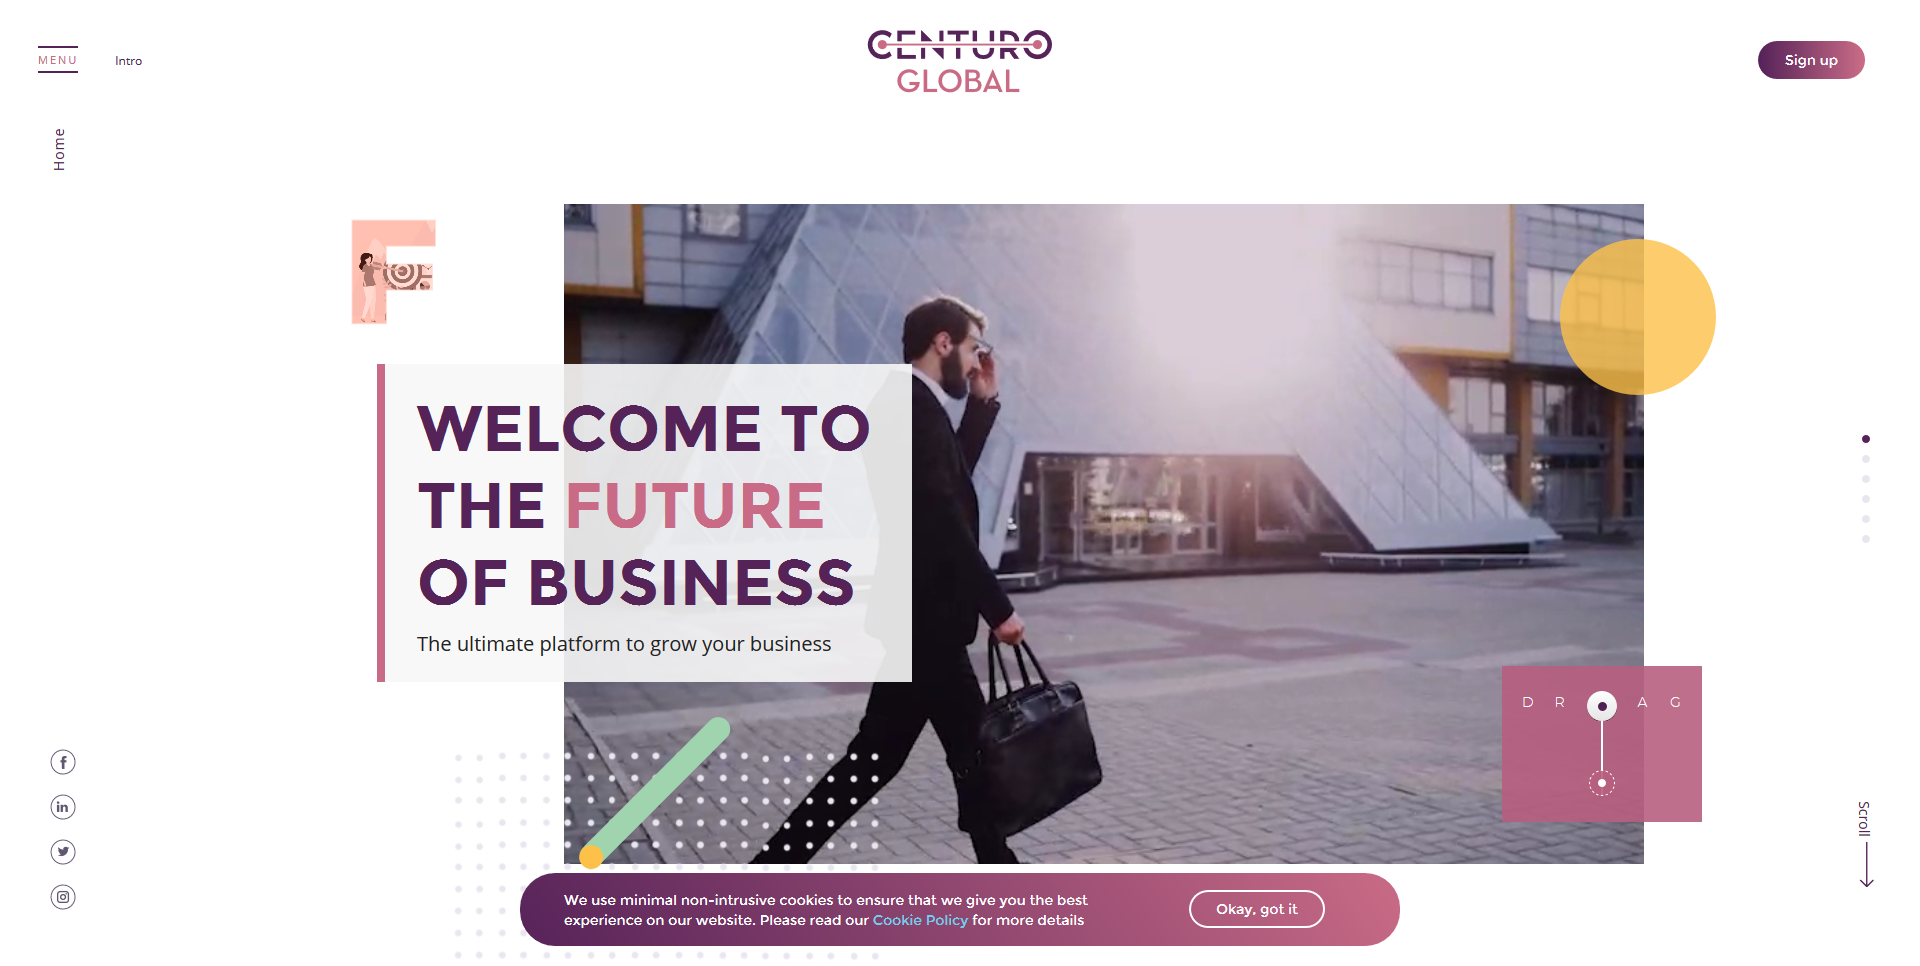 MENU
Intro
CENTURO
GLOBAL
Sign up
Home
F
WELCOME TO
THE FUTURE
OF BUSINESS
The ultimate platform to grow your business
D R A G
Scroll
We use minimal non-intrusive cookies to ensure that we give you the best
experience on our website. Please read our Cookie Policy for more details
Okay, got it